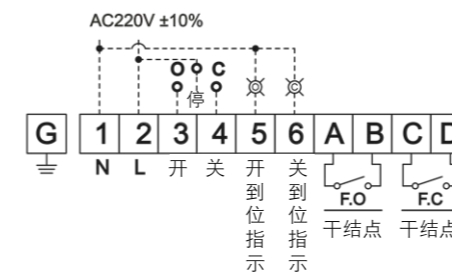 AC220V ±10%
O C
停
G 1 2 3 4 5 6 A B C D
N L 开 关 开到位指示 关到位指示 F.O F.C
干结点 干结点